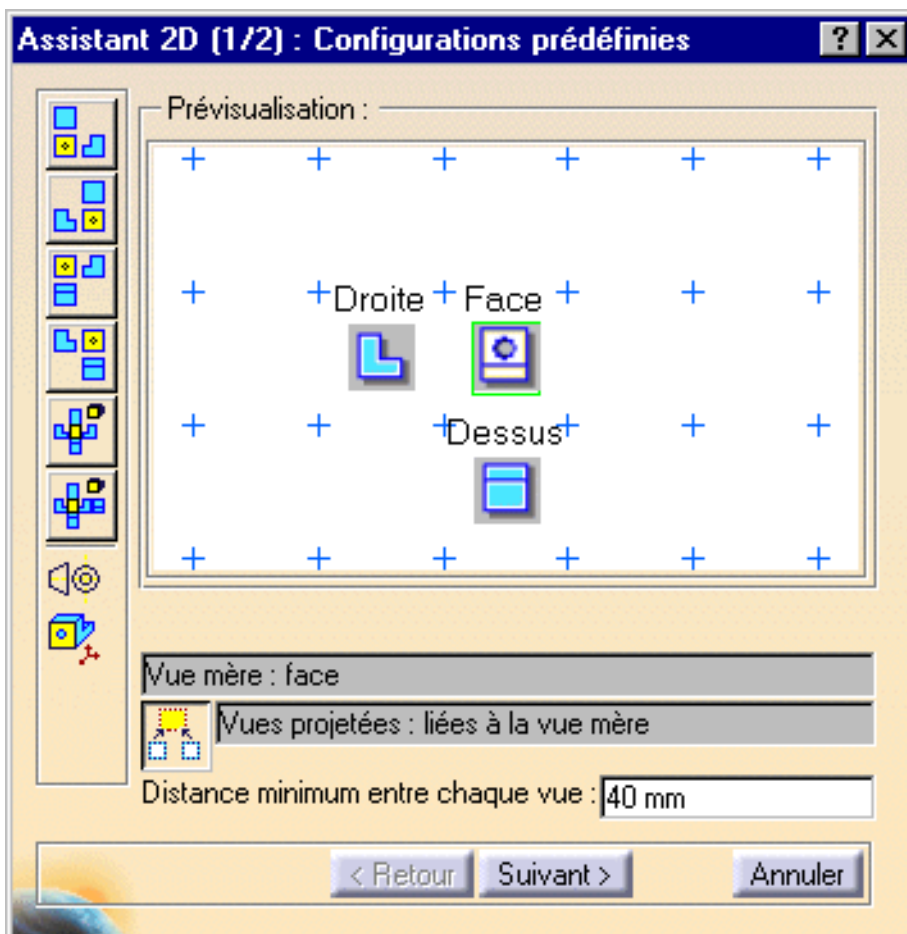 Assistant 2D (1/2) : Configurations prédéfinies
Prévisualisation :
Droite Face
Dessus
Vue mère : face
Vues projetées : liées à la vue mère
Distance minimum entre chaque vue : 40 mm
< Retour Suivant > Annuler